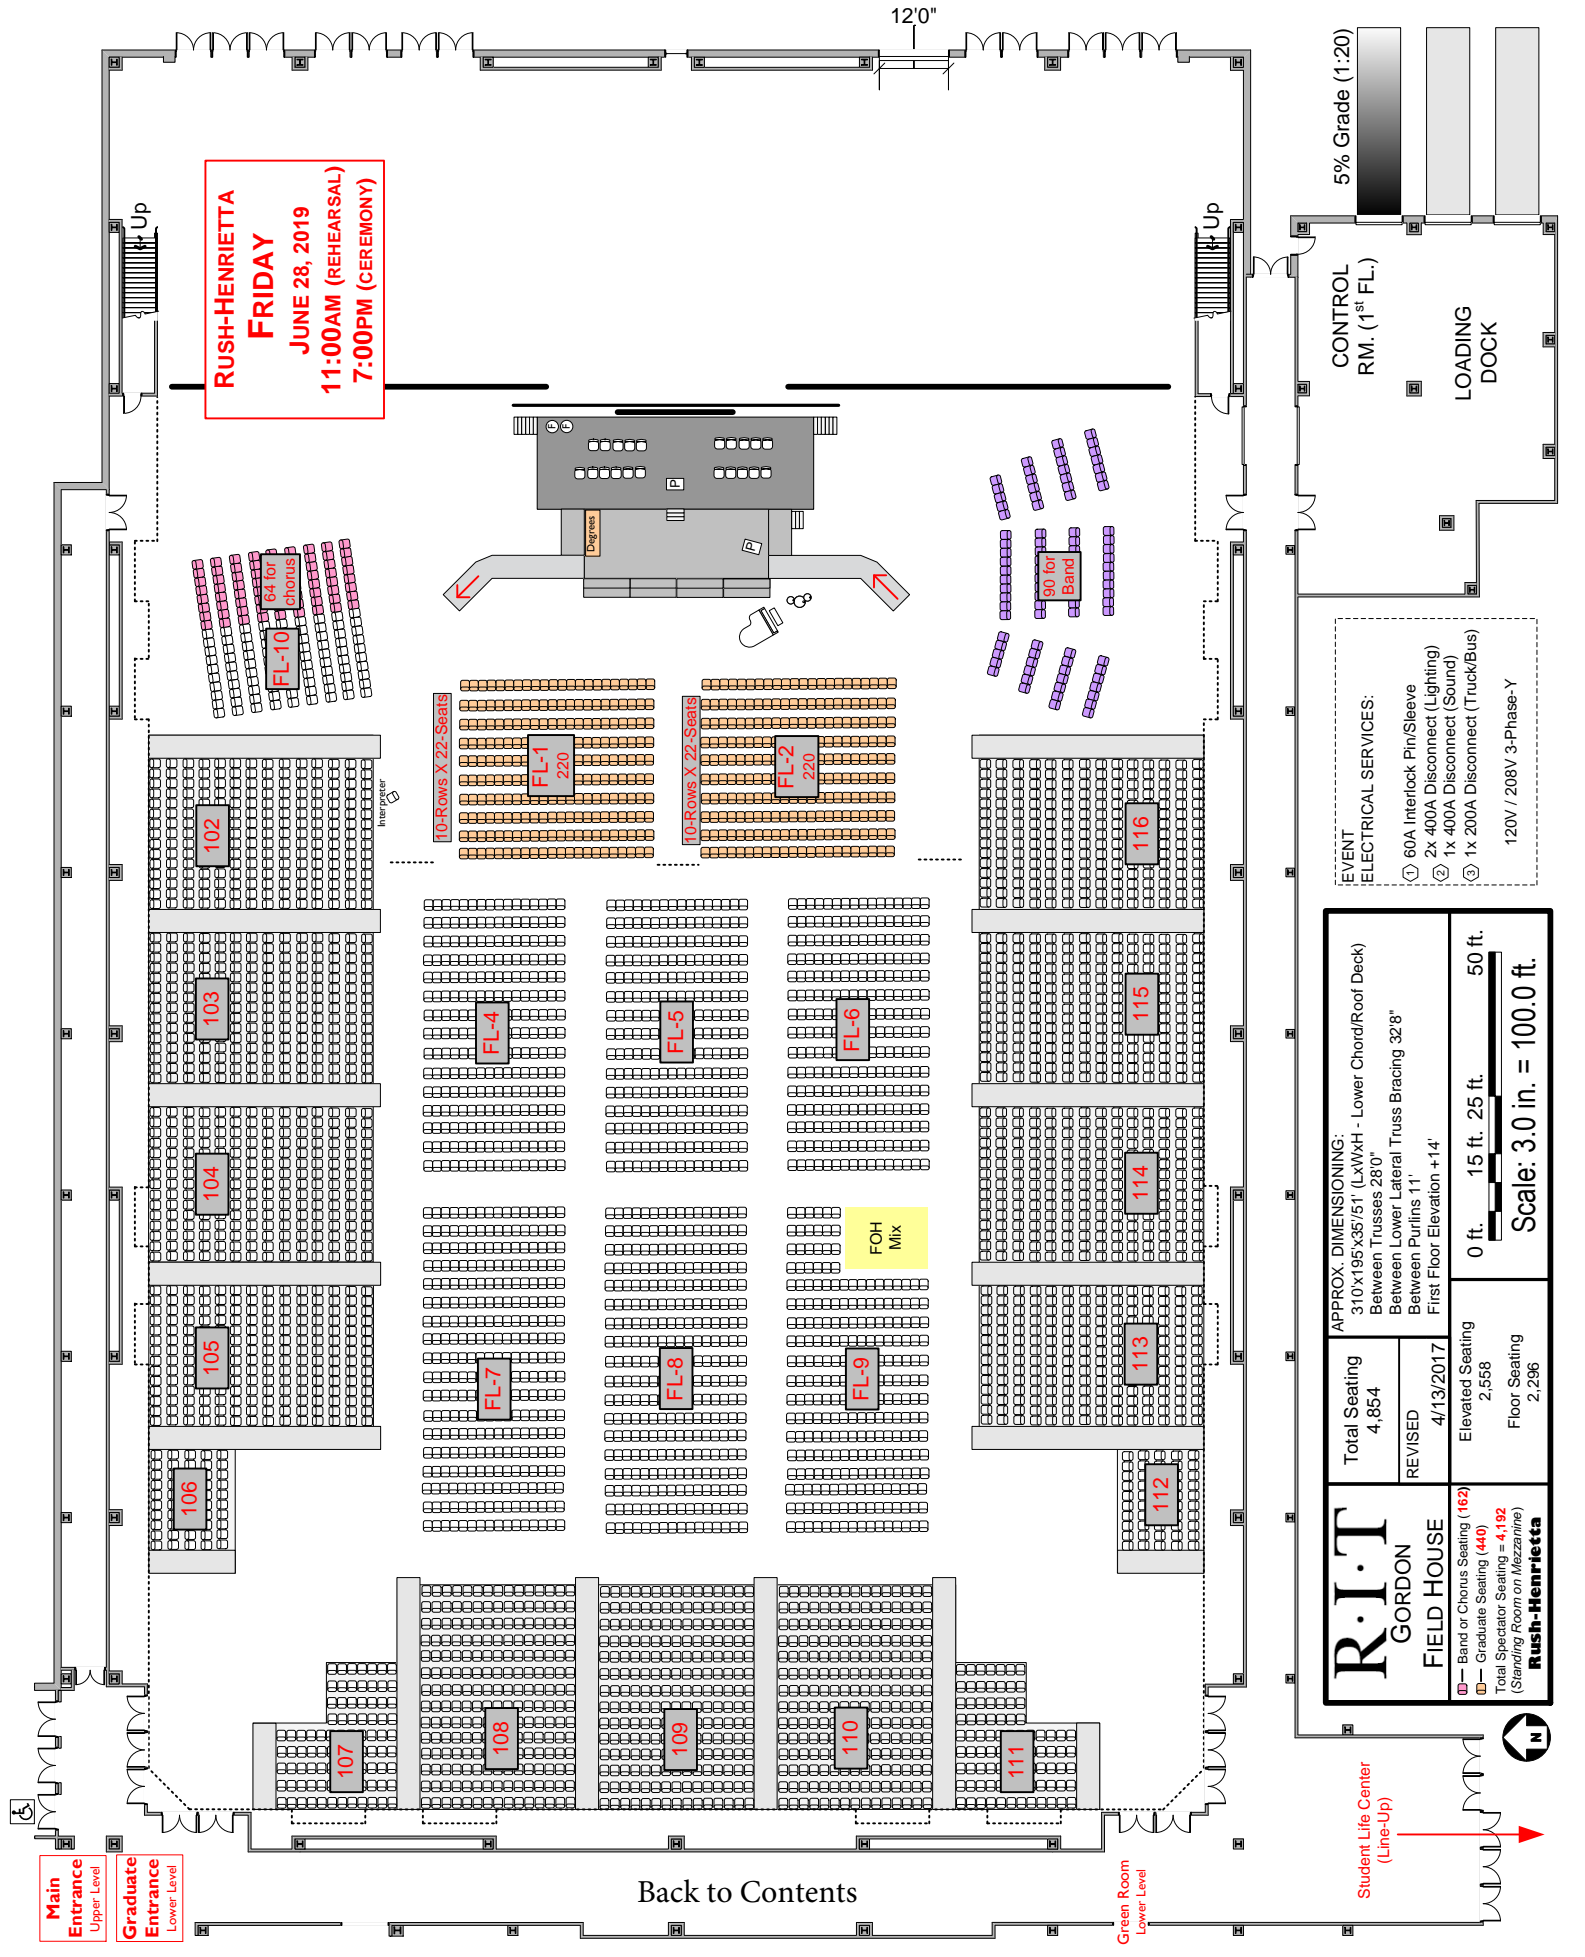 12'0"
5% Grade (1:20)
RUSH-HENRIETTA
FRIDAY
JUNE 28, 2019
11:00AM (REHEARSAL)
7:00PM (CEREMONY)
Up
Up
CONTROL
RM. (1st FL.)
LOADING
DOCK
F
F
P
Degrees
P
64 for
chorus
FL-10
90 for
Band
10-Rows X 22-Seats
FL-1
220
10-Rows X 22-Seats
FL-2
220
Interpreter
102
103
104
105
106
107
108
109
110
111
112
113
114
115
116
FL-4
FL-5
FL-6
FL-7
FL-8
FL-9
FOH
Mix
EVENT
ELECTRICAL SERVICES:
1 60A Interlock Pin/Sleeve
2x 400A Disconnect (Lighting)
2 1x 400A Disconnect (Sound)
3 1x 200A Disconnect (Truck/Bus)
120V / 208V 3-Phase-Y
R·I·T
GORDON
FIELD HOUSE
Total Seating
4,854
REVISED
4/13/2017
APPROX. DIMENSIONING:
310'x195'x35'/51' (LxWxH - Lower Chord/Roof Deck)
Between Trusses 28'0"
Between Lower Lateral Truss Bracing 32'8"
Between Purlins 11'
First Floor Elevation +14'
Band or Chorus Seating (162)
Graduate Seating (440)
Total Spectator Seating = 4,192
(Standing Room on Mezzanine)
Rush-Henrietta
Elevated Seating
2,558
Floor Seating
2,296
0 ft. 15 ft. 25 ft. 50 ft.
Scale: 3.0 in. = 100.0 ft.
N
Student Life Center
(Line-Up)
Main
Entrance
Upper Level
Graduate
Entrance
Lower Level
Green Room
Lower Level
Back to Contents